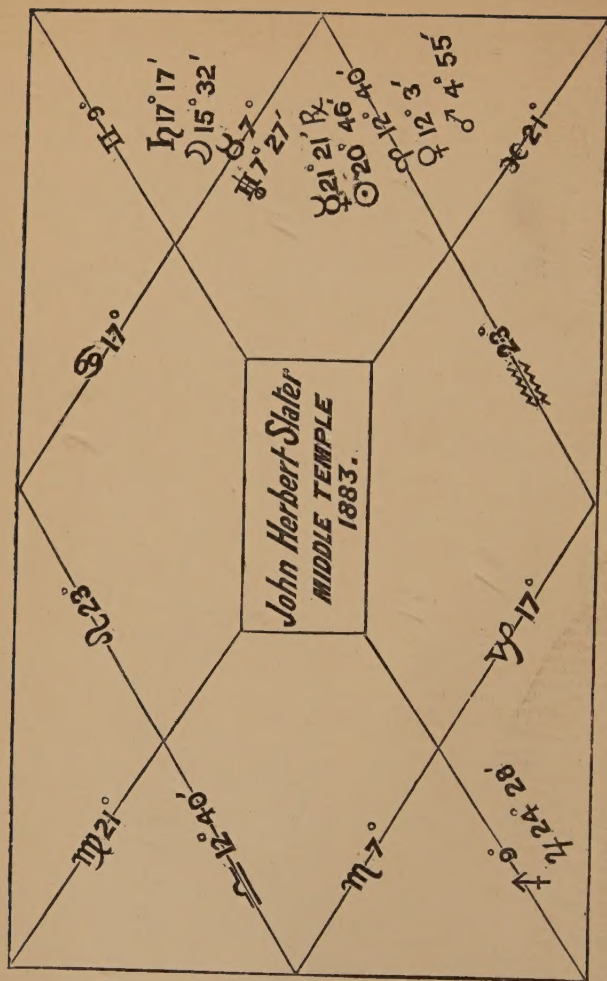 ♊-9°
♄ 17° 17'
☽ 15° 32'
♉-7°
♅ 7° 27'
☿ 21° 21' ℞
☉ 20° 46'
♈ 12° 40'
♀ 12° 3'
♂ 4° 55'
♓ 21°
♋-17°
♒ 23°
John Herbert Slater
MIDDLE TEMPLE
1883.
♌-23°
♑-17°
♍ 21°
♎ 12° 40'
♏-7°
♐-9°
♃ 24° 28'